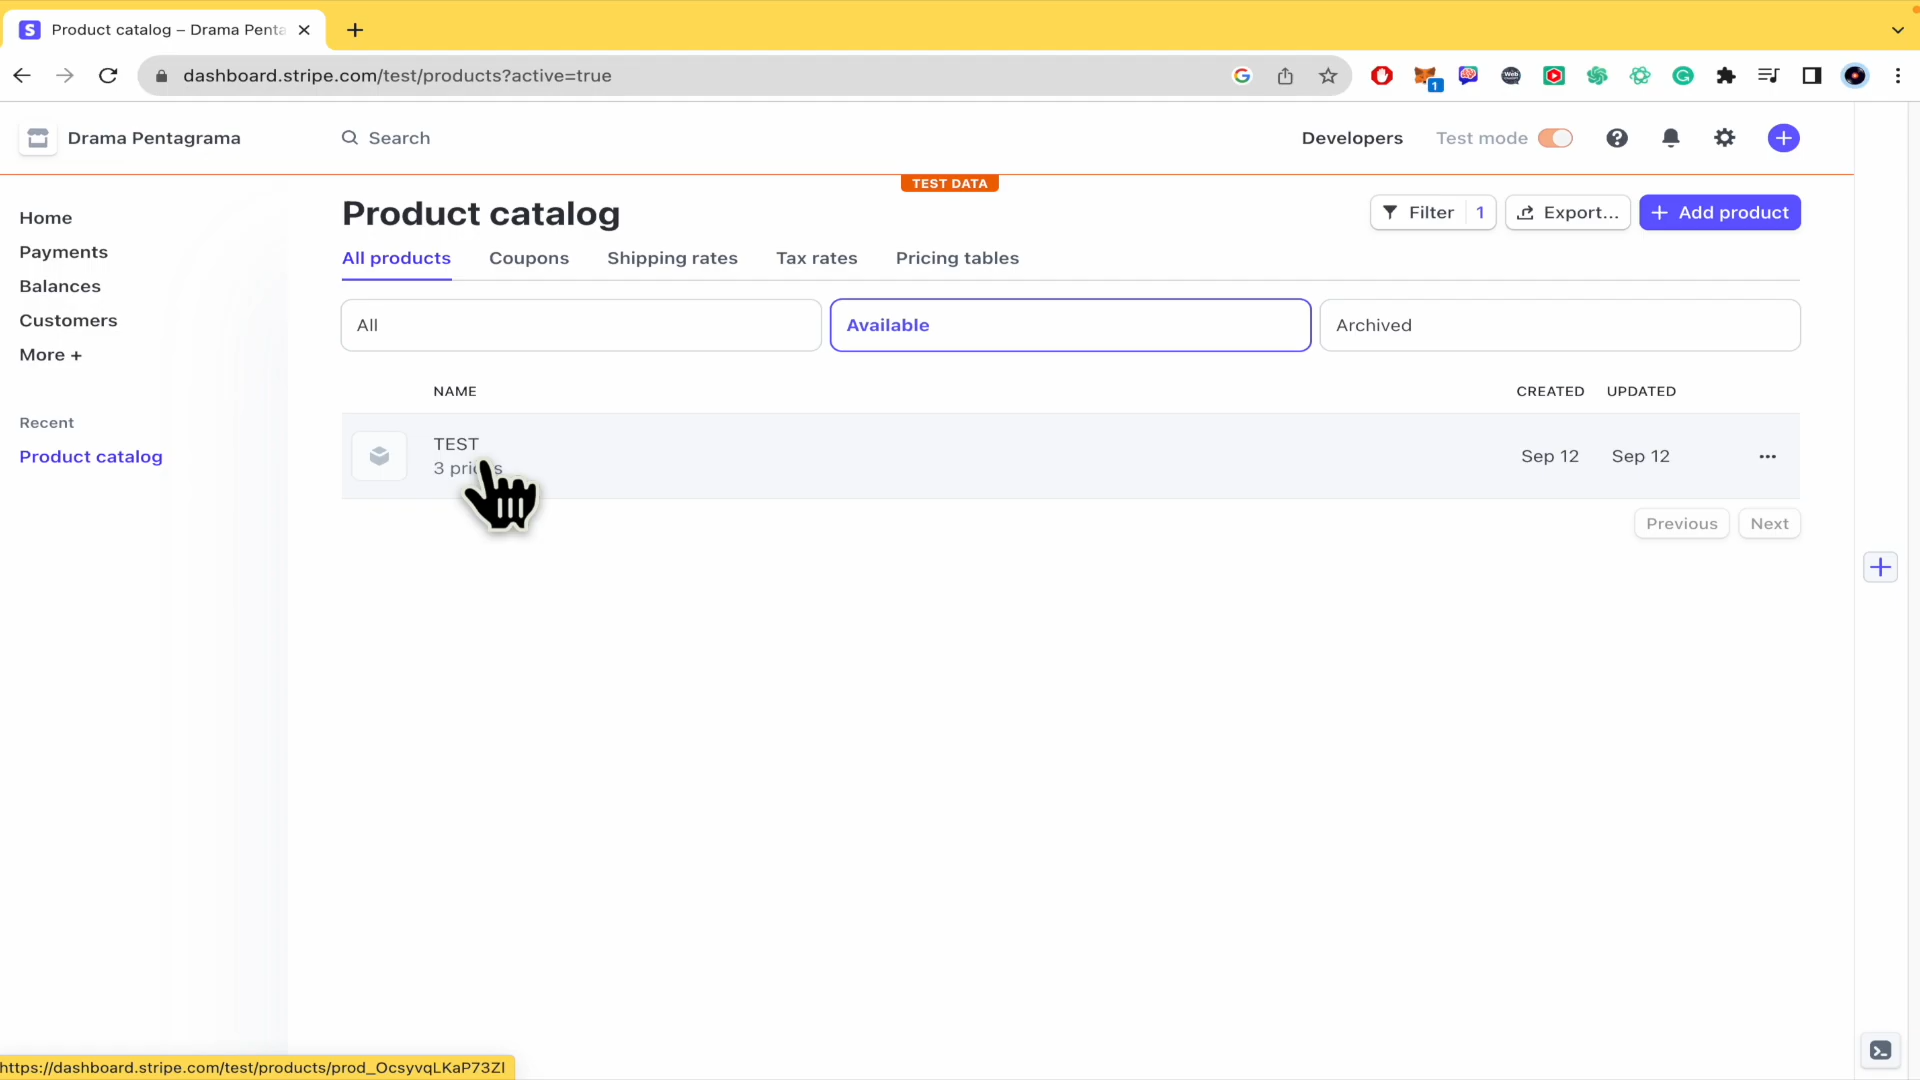 Product catalog – Drama Penta
dashboard.stripe.com/test/products?active=true
1
Drama Pentagrama
Search
Developers
Test mode
TEST DATA
Home
Payments
Balances
Customers
More +
Recent
Product catalog
Product catalog
Filter 1
Export...
Add product
All products
Coupons
Shipping rates
Tax rates
Pricing tables
All
Available
Archived
NAME
CREATED
UPDATED
TEST
3 prices
Sep 12
Sep 12
Previous
Next
https://dashboard.stripe.com/test/products/prod_OcsyvqLKaP73ZI